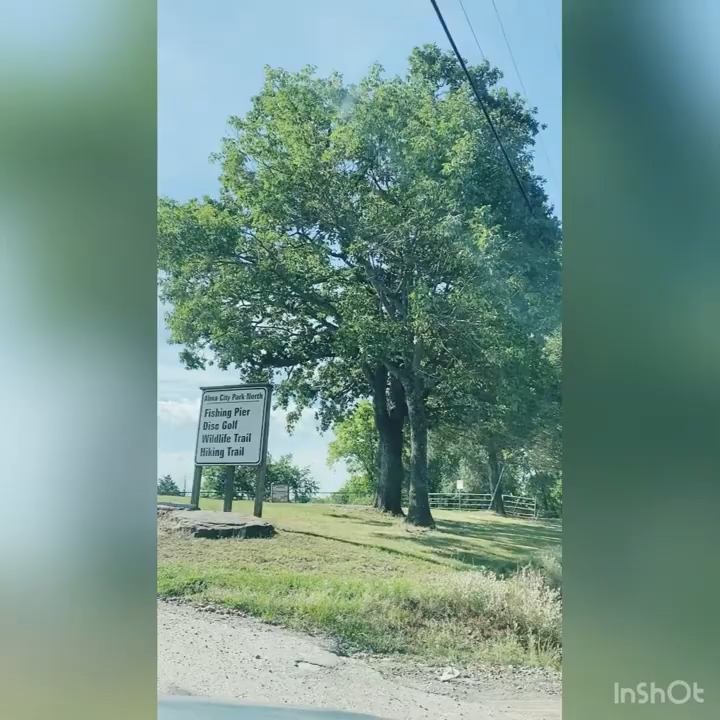 Alma City Park North
Fishing Pier
Disc Golf
Wildlife Trail
Hiking Trail
InShOt